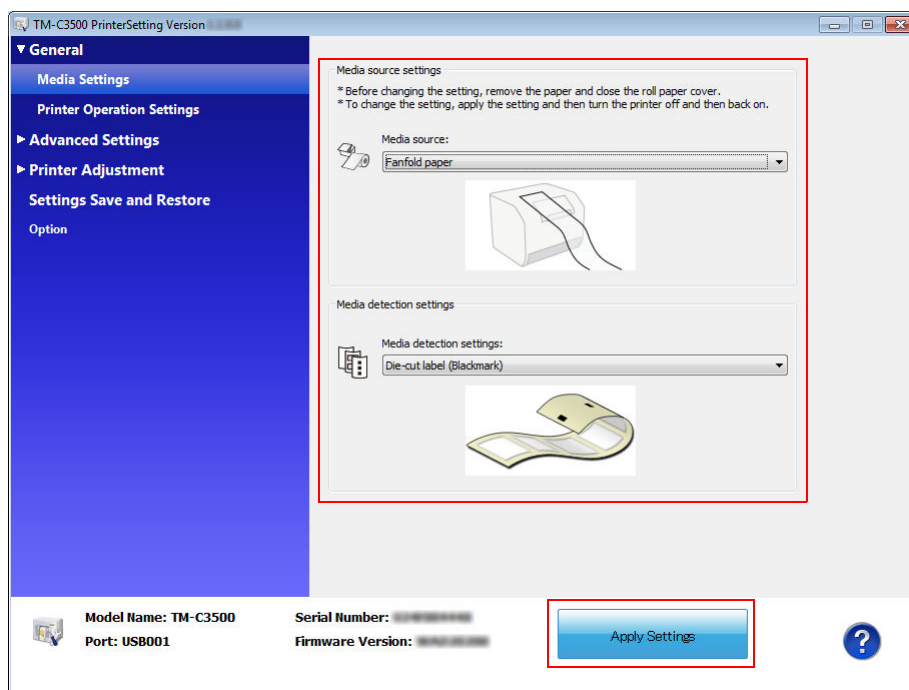 TM-C3500 PrinterSetting Version
General
Media Settings
Printer Operation Settings
Advanced Settings
Printer Adjustment
Settings Save and Restore
Option
Media source settings
*Before changing the setting, remove the paper and close the roll paper cover.
*To change the setting, apply the setting and then turn the printer off and then back on.
Media source:
Fanfold paper
Media detection settings
Media detection settings:
Die-cut label (Blackmark)
Model Name: TM-C3500
Serial Number:
Port: USB001
Firmware Version:
Apply Settings
?